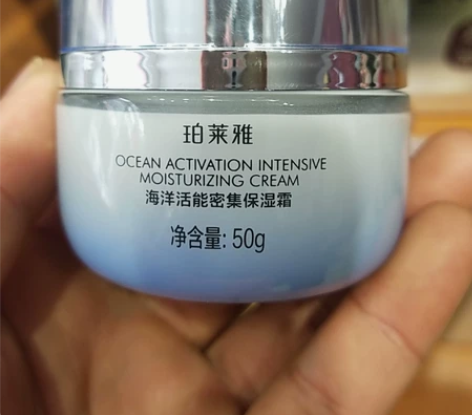 珀莱雅
OCEAN ACTIVATION INTENSIVE
MOISTURIZING CREAM
海洋活能密集保湿霜
净含量: 50g